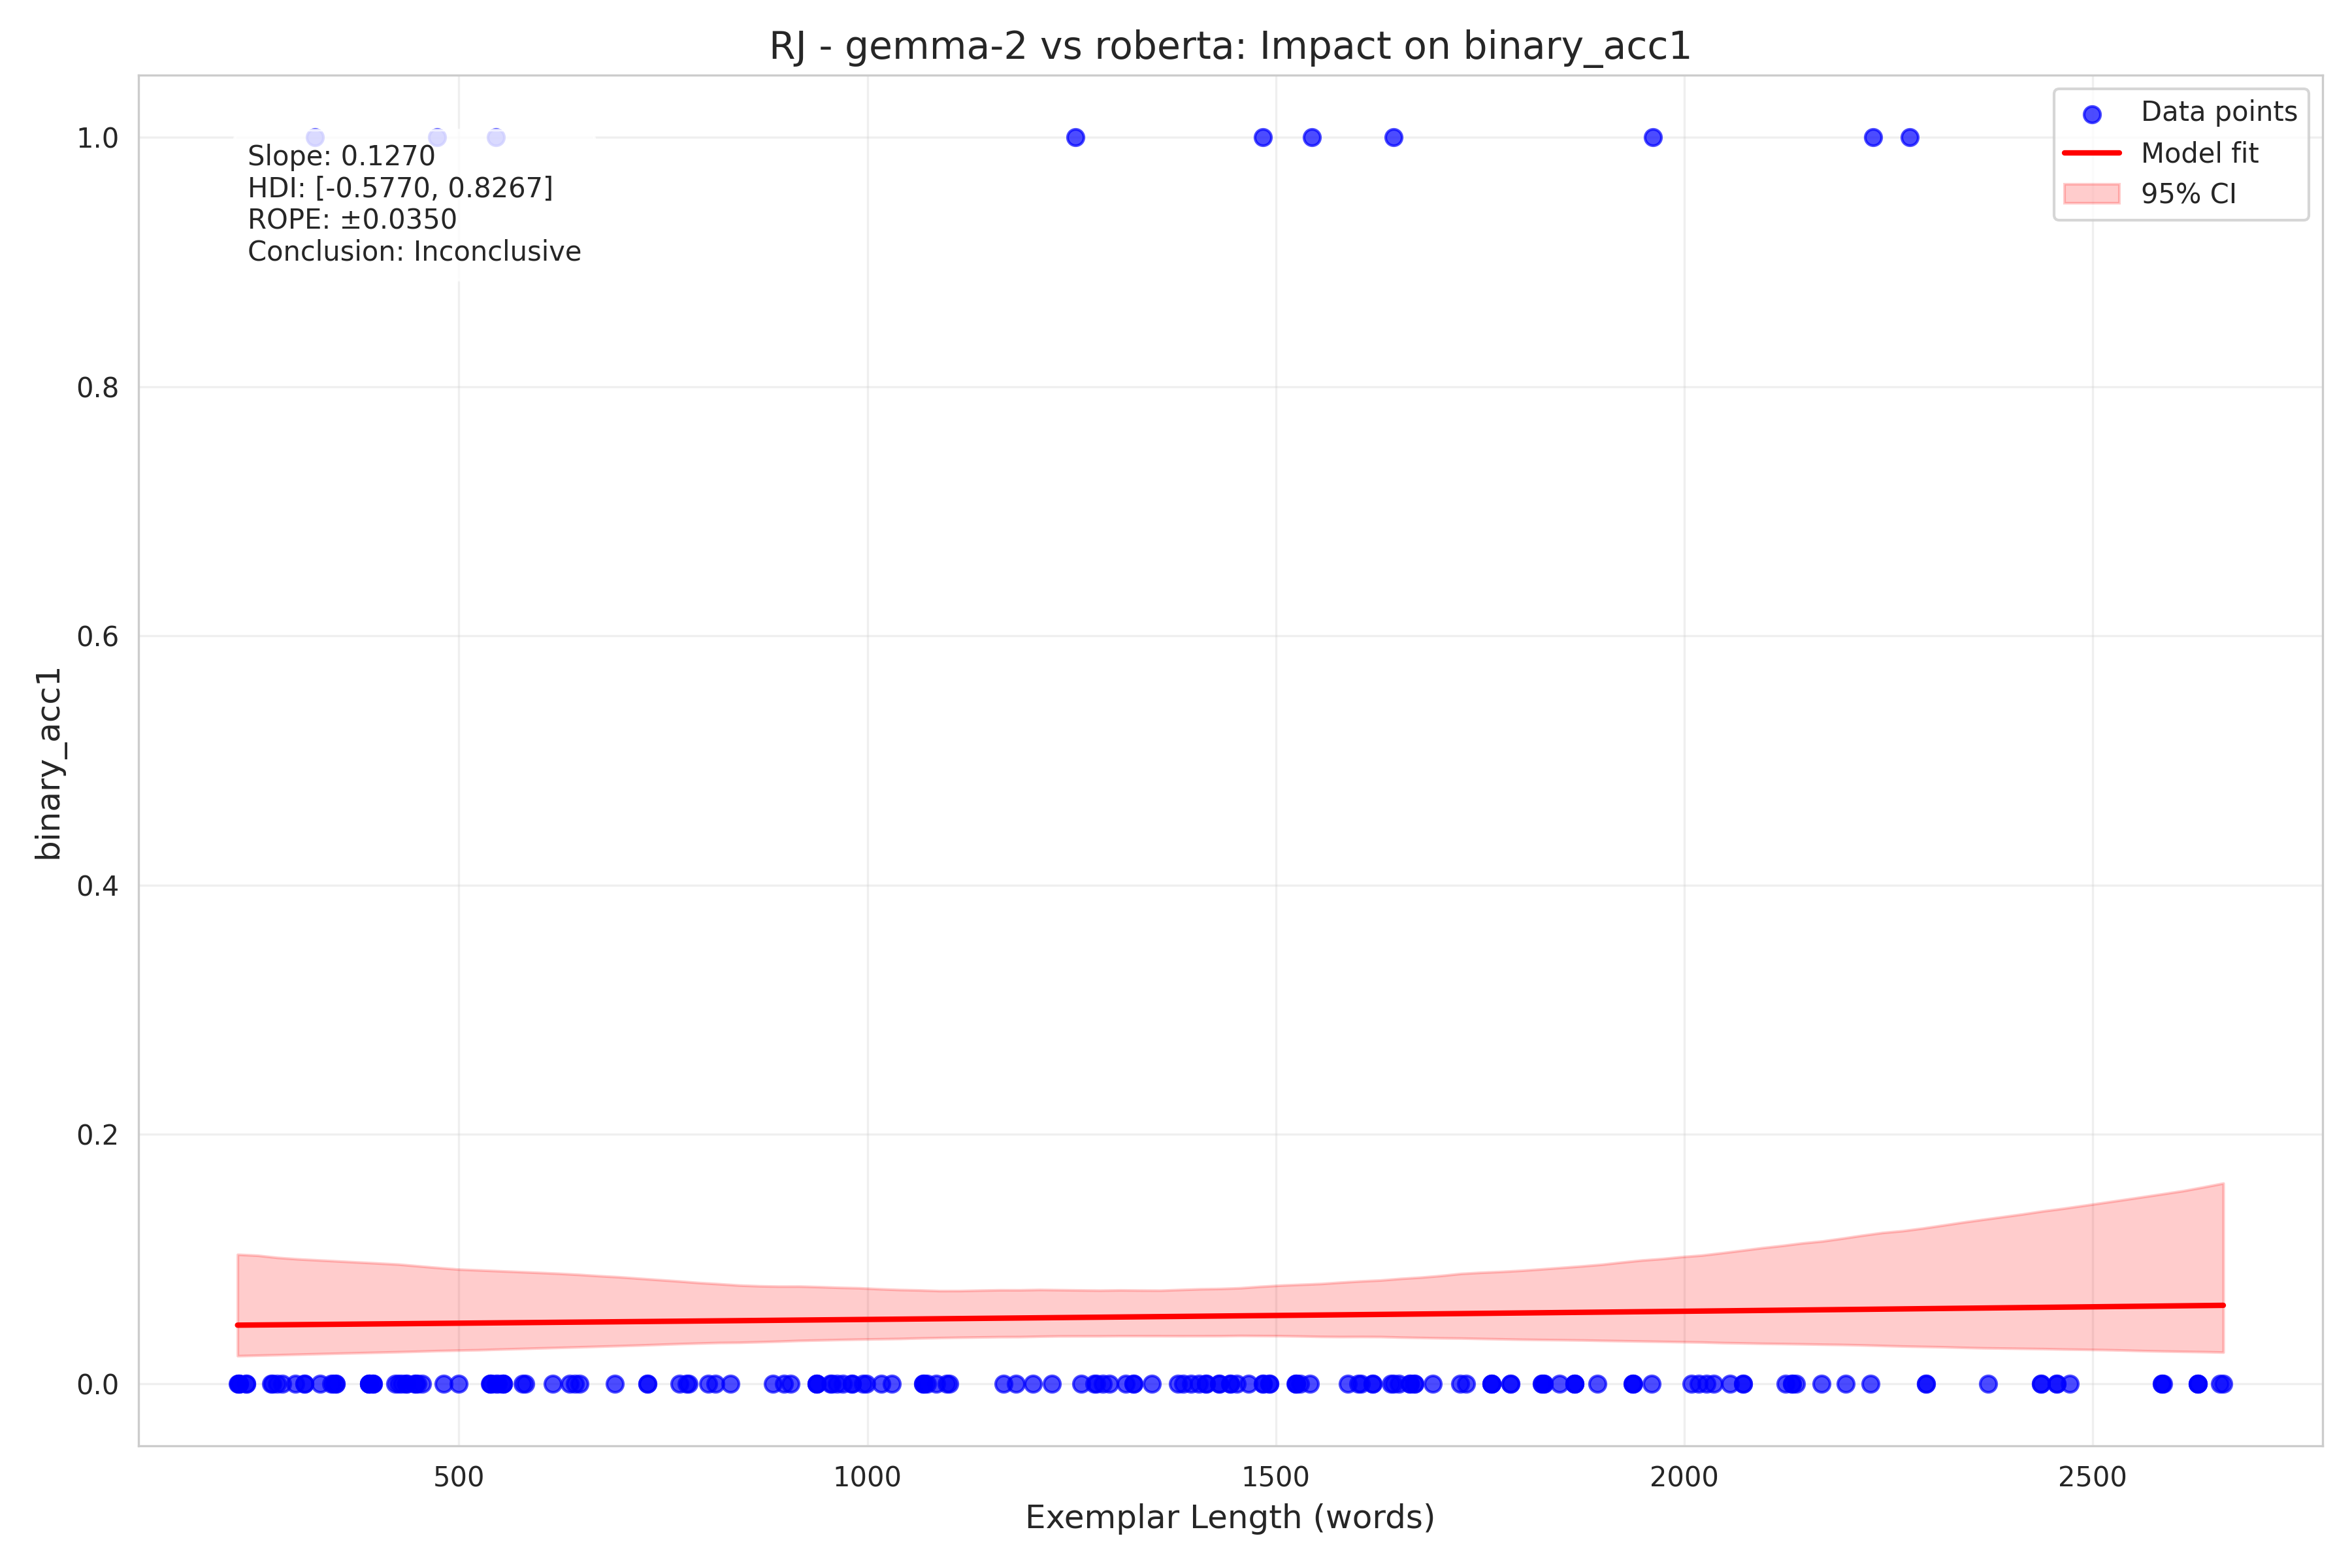 RJ - gemma-2 vs roberta: Impact on binary_acc1
Data points
Model fit
95% CI
Slope: 0.1270
HDI: [-0.5770, 0.8267]
ROPE: ±0.0350
Conclusion: Inconclusive
binary_acc1
1.0
0.8
0.6
0.4
0.2
0.0
500
1000
1500
2000
2500
Exemplar Length (words)